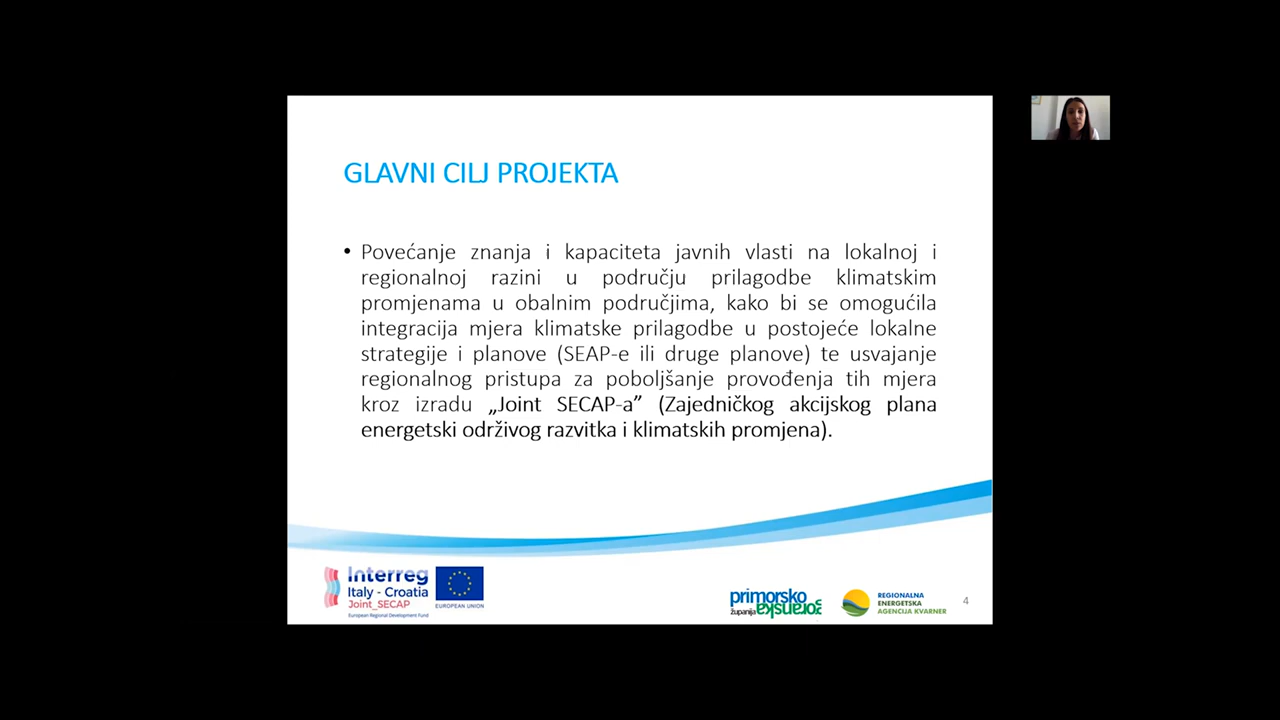 GLAVNI CILJ PROJEKTA
• Povećanje znanja i kapaciteta javnih vlasti na lokalnoj i
regionalnoj razini u području prilagodbe klimatskim
promjenama u obalnim područjima, kako bi se omogućila
integracija mjera klimatske prilagodbe u postojeće lokalne
strategije i planove (SEAP-e ili druge planove) te usvajanje
regionalnog pristupa za poboljšanje provođenja tih mjera
kroz izradu „Joint SECAP-a” (Zajedničkog akcijskog plana
energetski održivog razvitka i klimatskih promjena).
Interreg
Italy - Croatia
Joint_SECAP
European Regional Development Fund
EUROPEAN UNION
primorsko
županija goranska
REGIONALNA
ENERGETSKA
AGENCIJA KVARNER
4